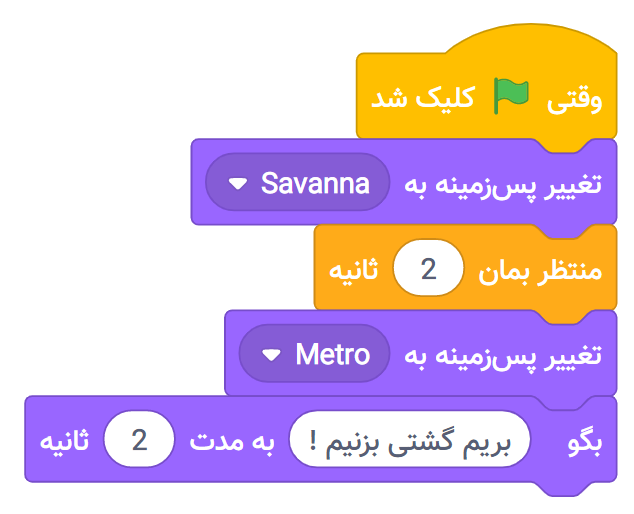 وقتی کلیک شد
تغییر پس‌زمینه به Savanna
منتظر بمان 2 ثانیه
تغییر پس‌زمینه به Metro
بگو بریم گشتی بزنیم ! به مدت 2 ثانیه